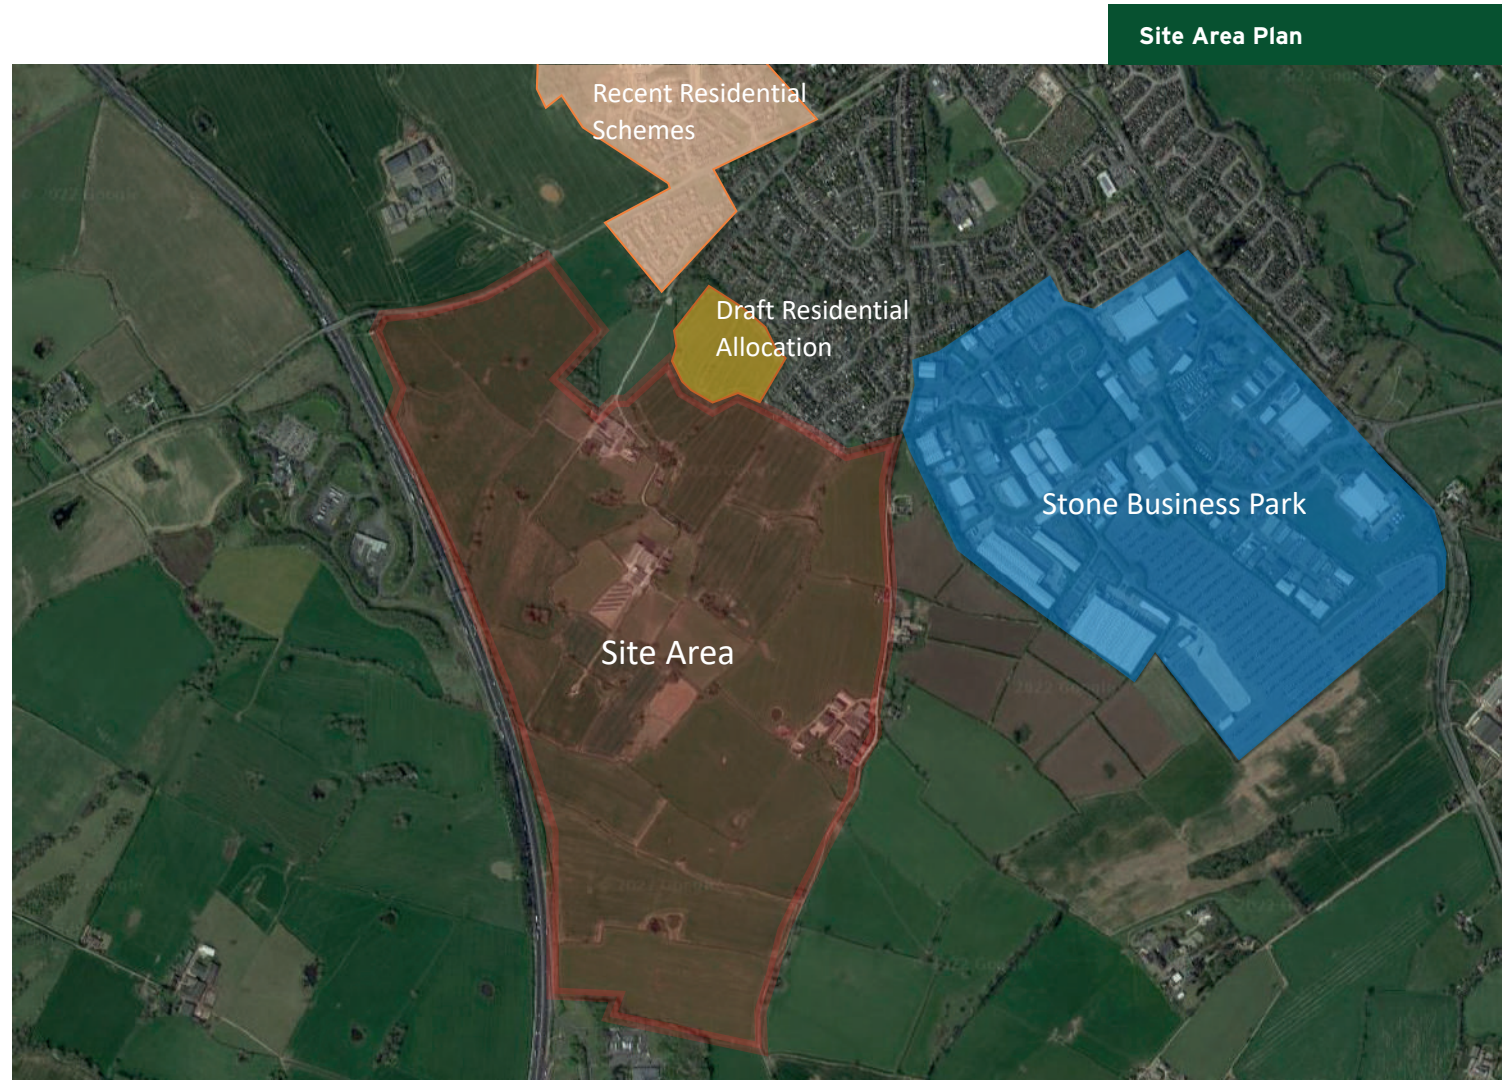 Site Area Plan
Recent Residential
Schemes
Draft Residential
Allocation
Stone Business Park
Site Area